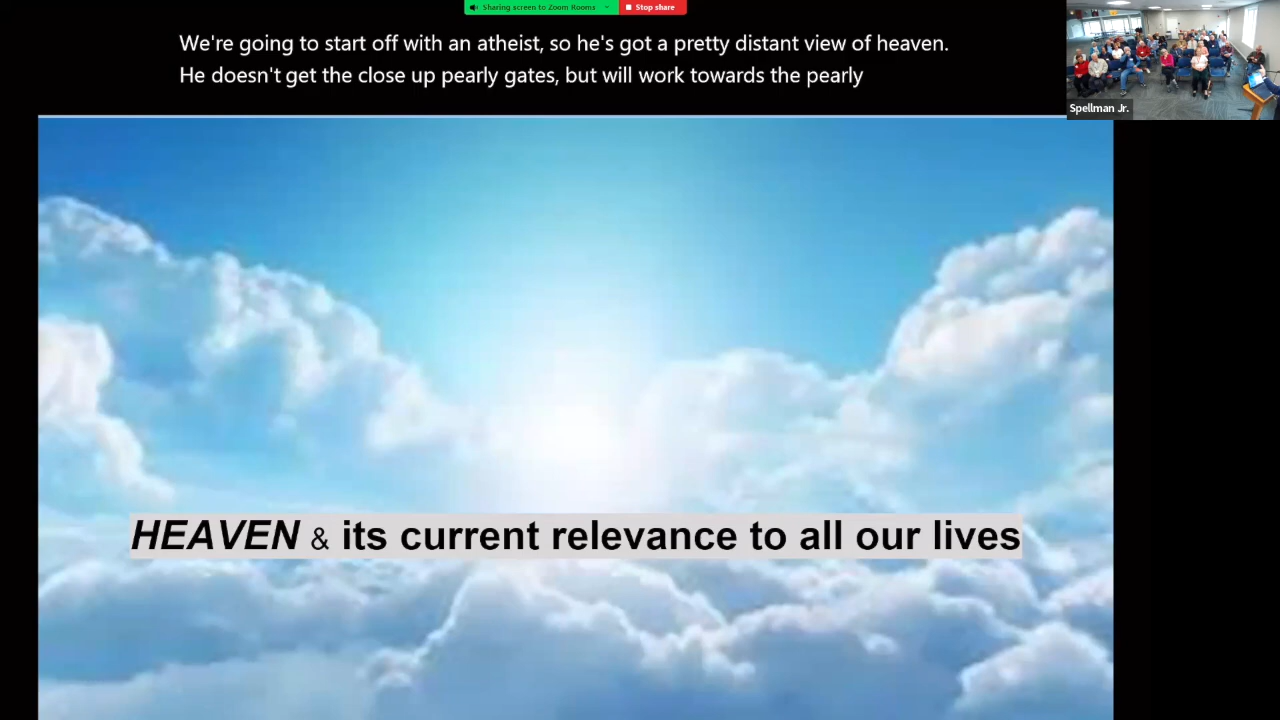 Sharing screen to Zoom Rooms
Stop share
We're going to start off with an atheist, so he's got a pretty distant view of heaven.
He doesn't get the close up pearly gates, but will work towards the pearly
Spellman Jr.
HEAVEN & its current relevance to all our lives